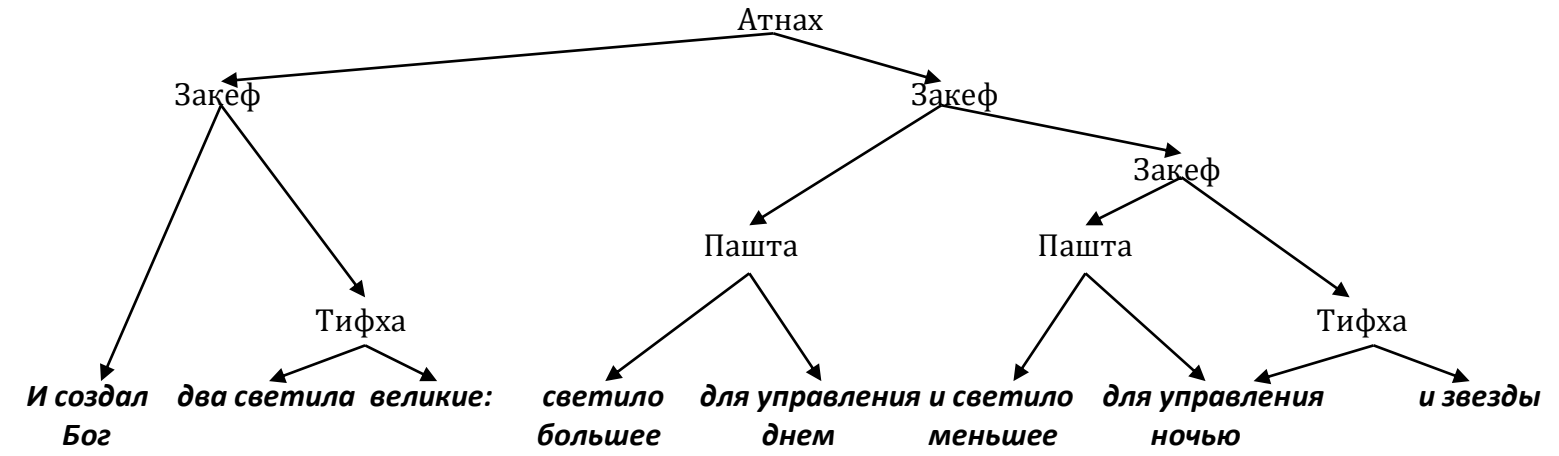 Атнах
Закеф Закеф
Закеф
Пашта Пашта
Тифха Тифха
И создал два светила великие: светило для управления и светило для управления и звезды
Бог большее днем меньшее ночью